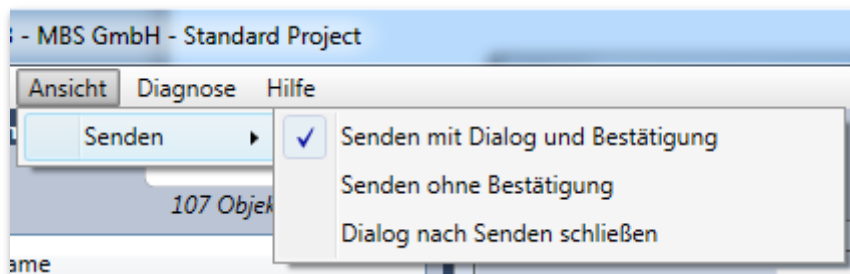 - MBS GmbH - Standard Project
Ansicht Diagnose Hilfe
Senden
Senden mit Dialog und Bestätigung
Senden ohne Bestätigung
Dialog nach Senden schließen
107 Objek
ame